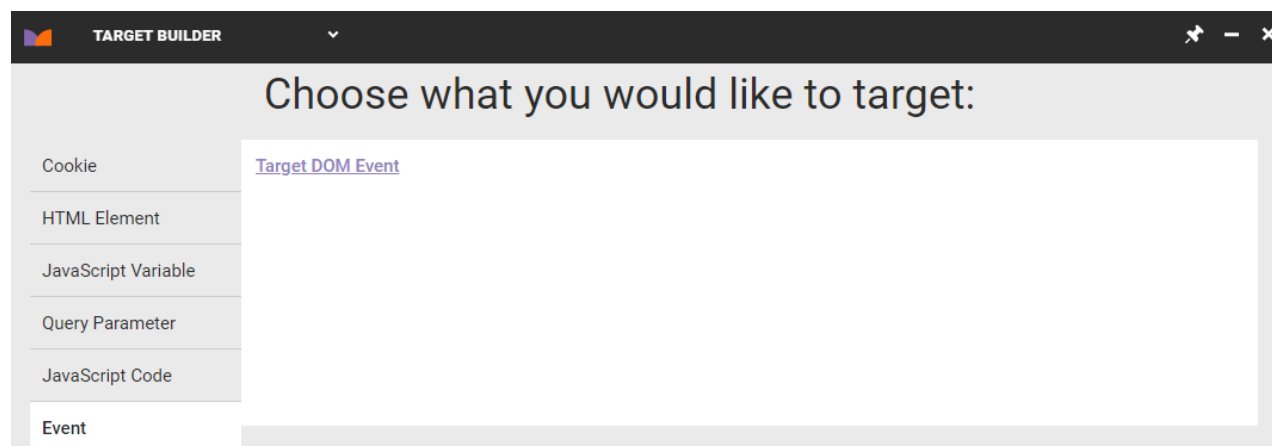 TARGET BUILDER
Choose what you would like to target:
Cookie
Target DOM Event
HTML Element
JavaScript Variable
Query Parameter
JavaScript Code
Event